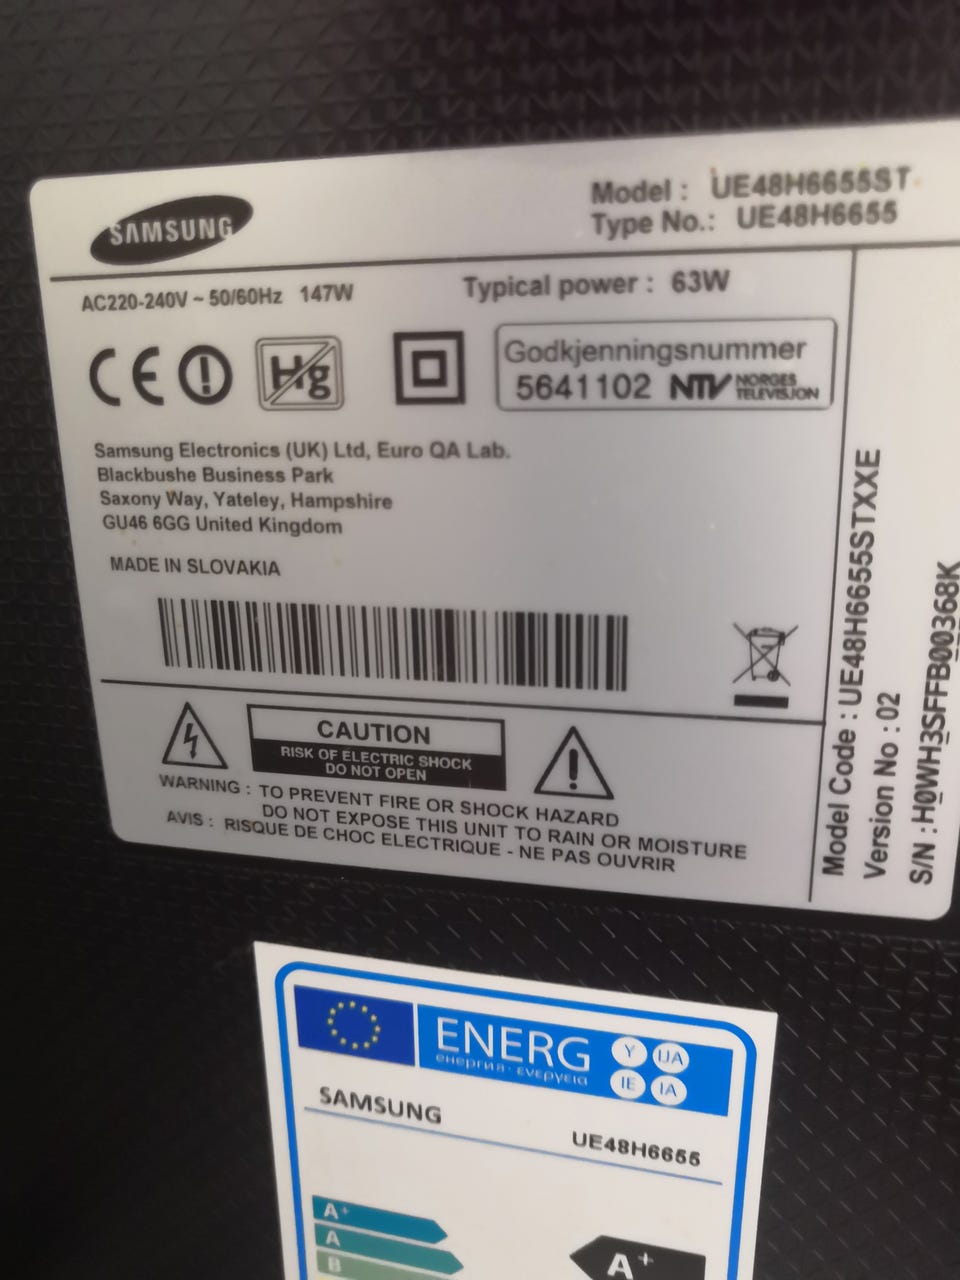 SAMSUNG
Model : UE48H6655ST
Type No.: UE48H6655
AC220-240V ~ 50/60Hz 147W
Typical power : 63W
CE
Hg
Godkjenningsnummer
5641102 NTV NORGES TELEVISJON
Samsung Electronics (UK) Ltd, Euro QA Lab.
Blackbushe Business Park
Saxony Way, Yateley, Hampshire
GU46 6GG United Kingdom
MADE IN SLOVAKIA
CAUTION
RISK OF ELECTRIC SHOCK
DO NOT OPEN
WARNING : TO PREVENT FIRE OR SHOCK HAZARD
DO NOT EXPOSE THIS UNIT TO RAIN OR MOISTURE
AVIS : RISQUE DE CHOC ELECTRIQUE - NE PAS OUVRIR
Model Code : UE48H6655STXXE
Version No : 02
S/N : H0WH3SFFB00368K
ENERG
енергия · ενεργεια
Y IJA
IE IA
SAMSUNG
UE48H6655
A+
A
B
A+